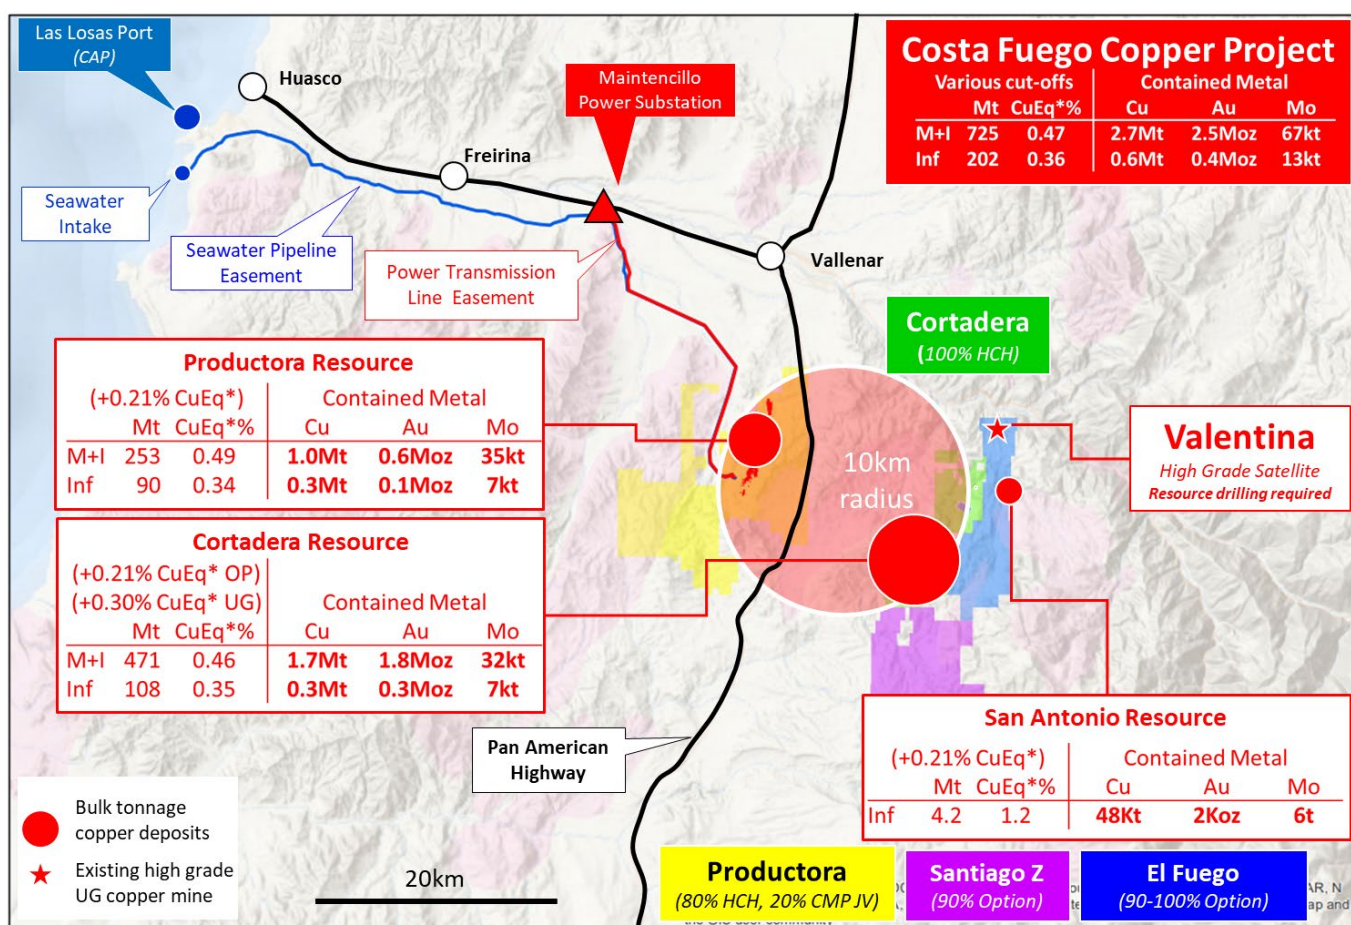 Las Losas Port
(CAP)
Huasco
Maintencillo
Power Substation
Costa Fuego Copper Project
Various cut-offs Contained Metal
Mt CuEq*% Cu Au Mo
M+I 725 0.47 2.7Mt 2.5Moz 67kt
Inf 202 0.36 0.6Mt 0.4Moz 13kt
Freirina
Seawater
Intake
Seawater Pipeline
Easement
Power Transmission
Line Easement
Vallenar
Cortadera
(100% HCH)
Productora Resource
(+0.21% CuEq*) Contained Metal
Mt CuEq*% Cu Au Mo
M+I 253 0.49 1.0Mt 0.6Moz 35kt
Inf 90 0.34 0.3Mt 0.1Moz 7kt
10km
radius
Valentina
High Grade Satellite
Resource drilling required
Cortadera Resource
(+0.21% CuEq* OP)
(+0.30% CuEq* UG) Contained Metal
Mt CuEq*% Cu Au Mo
M+I 471 0.46 1.7Mt 1.8Moz 32kt
Inf 108 0.35 0.3Mt 0.3Moz 7kt
San Antonio Resource
(+0.21% CuEq*) Contained Metal
Mt CuEq*% Cu Au Mo
Inf 4.2 1.2 48Kt 2Koz 6t
Pan American
Highway
Bulk tonnage
copper deposits
Existing high grade
UG copper mine
20km
Productora
(80% HCH, 20% CMP JV)
Santiago Z
(90% Option)
El Fuego
(90-100% Option)
AR, N
ap and